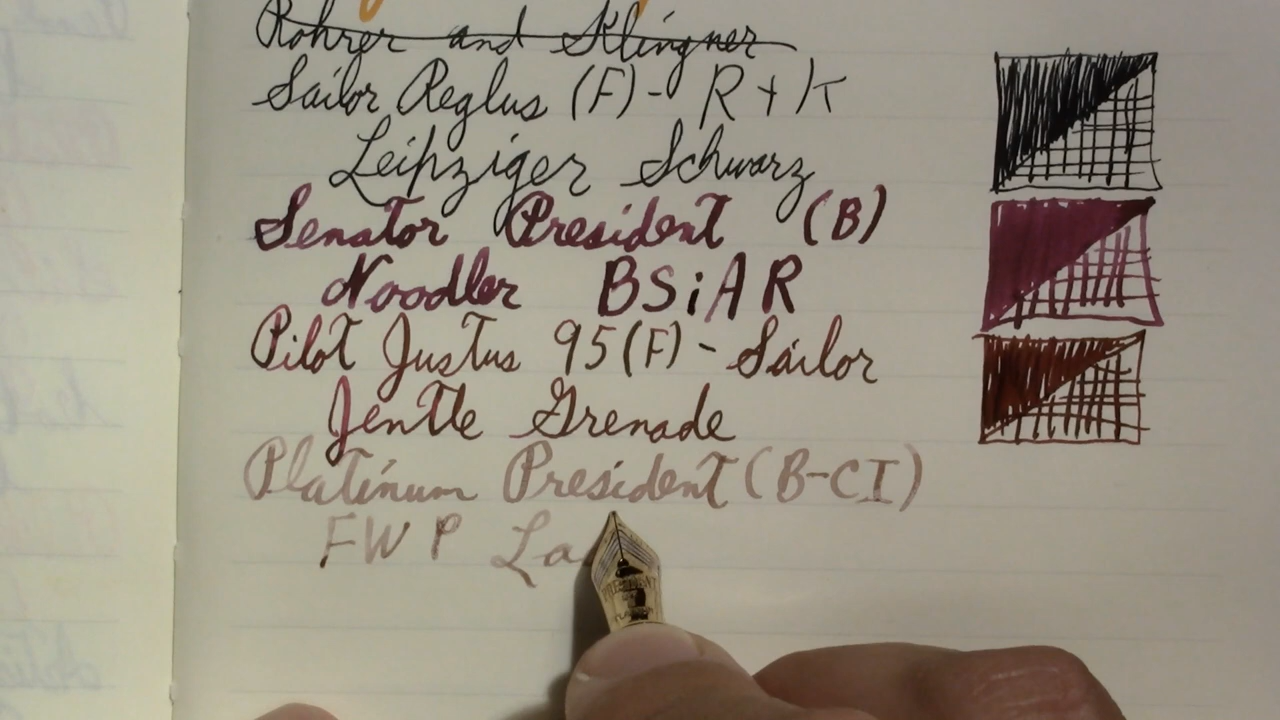 Rohrer and Klingner
Sailor Reglus (F) - R + K
Leipziger Schwarz
Senator President (B)
Noodler BSiAR
Pilot Justus 95 (F) - Sailor
Jentle Grenade
Platinum President (B-CI)
FWP La
PRESIDENT